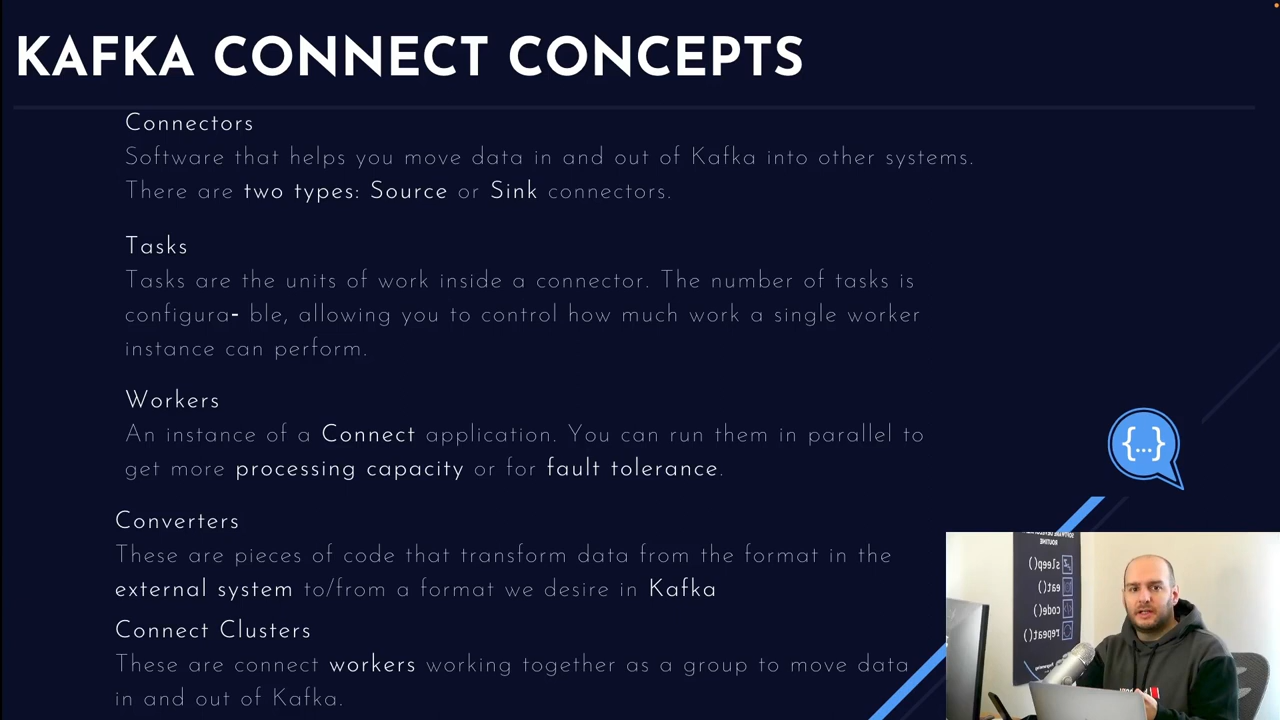 KAFKA CONNECT CONCEPTS
Connectors
Software that helps you move data in and out of Kafka into other systems.
There are two types: Source or Sink connectors.
Tasks
Tasks are the units of work inside a connector. The number of tasks is
configura- ble, allowing you to control how much work a single worker
instance can perform.
Workers
An instance of a Connect application. You can run them in parallel to
get more processing capacity or for fault tolerance.
Converters
These are pieces of code that transform data from the format in the
external system to/from a format we desire in Kafka
Connect Clusters
These are connect workers working together as a group to move data
in and out of Kafka.
{...}
ROUTINE
sleep()
eat()
code()
repeat()